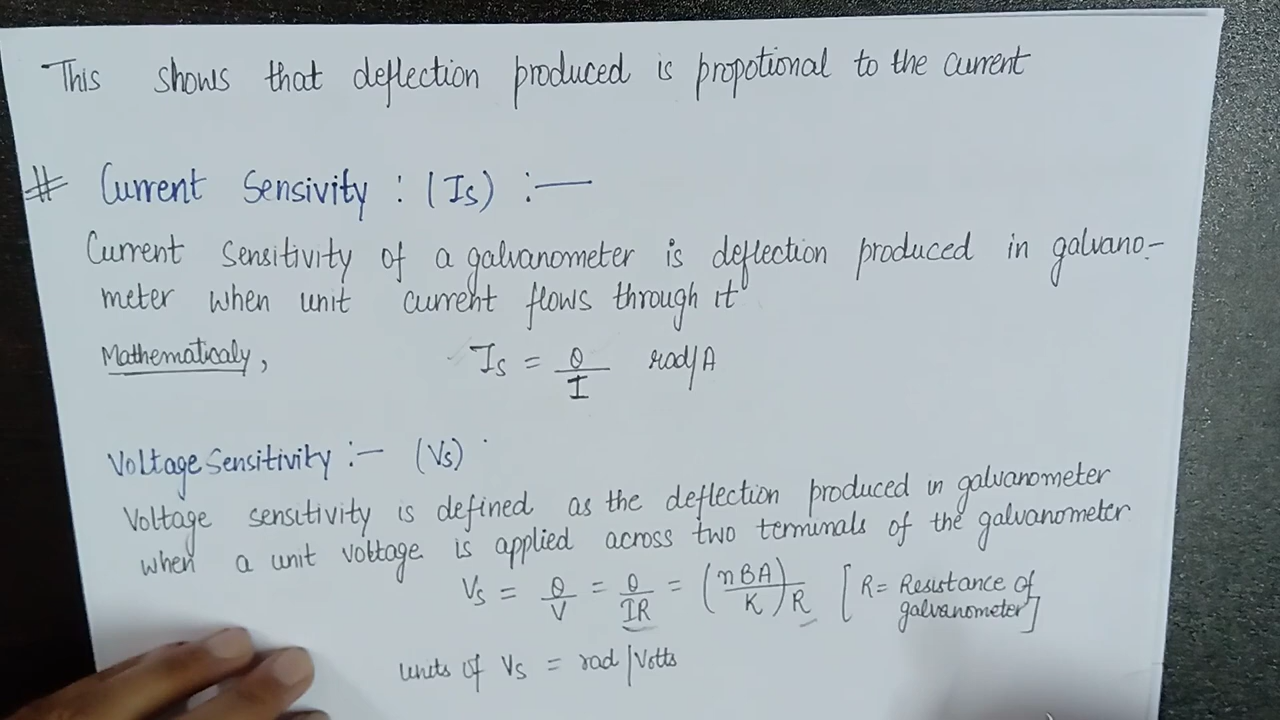 This shows that deflection produced is propotional to the current
# Current Sensivity : (Is) :—
Current sensitivity of a galvanometer is deflection produced in galvano-
meter when unit current flows through it
Mathematicaly, Is = θ/I rad/A
Voltage Sensitivity :— (Vs)
Voltage sensitivity is defined as the deflection produced in galvanometer
when a unit voltage is applied across two terminals of the galvanometer
Vs = θ/V = θ/IR = (nBA/K)R [R = Resistance of
galvanometer]
units of Vs = rad/Volts